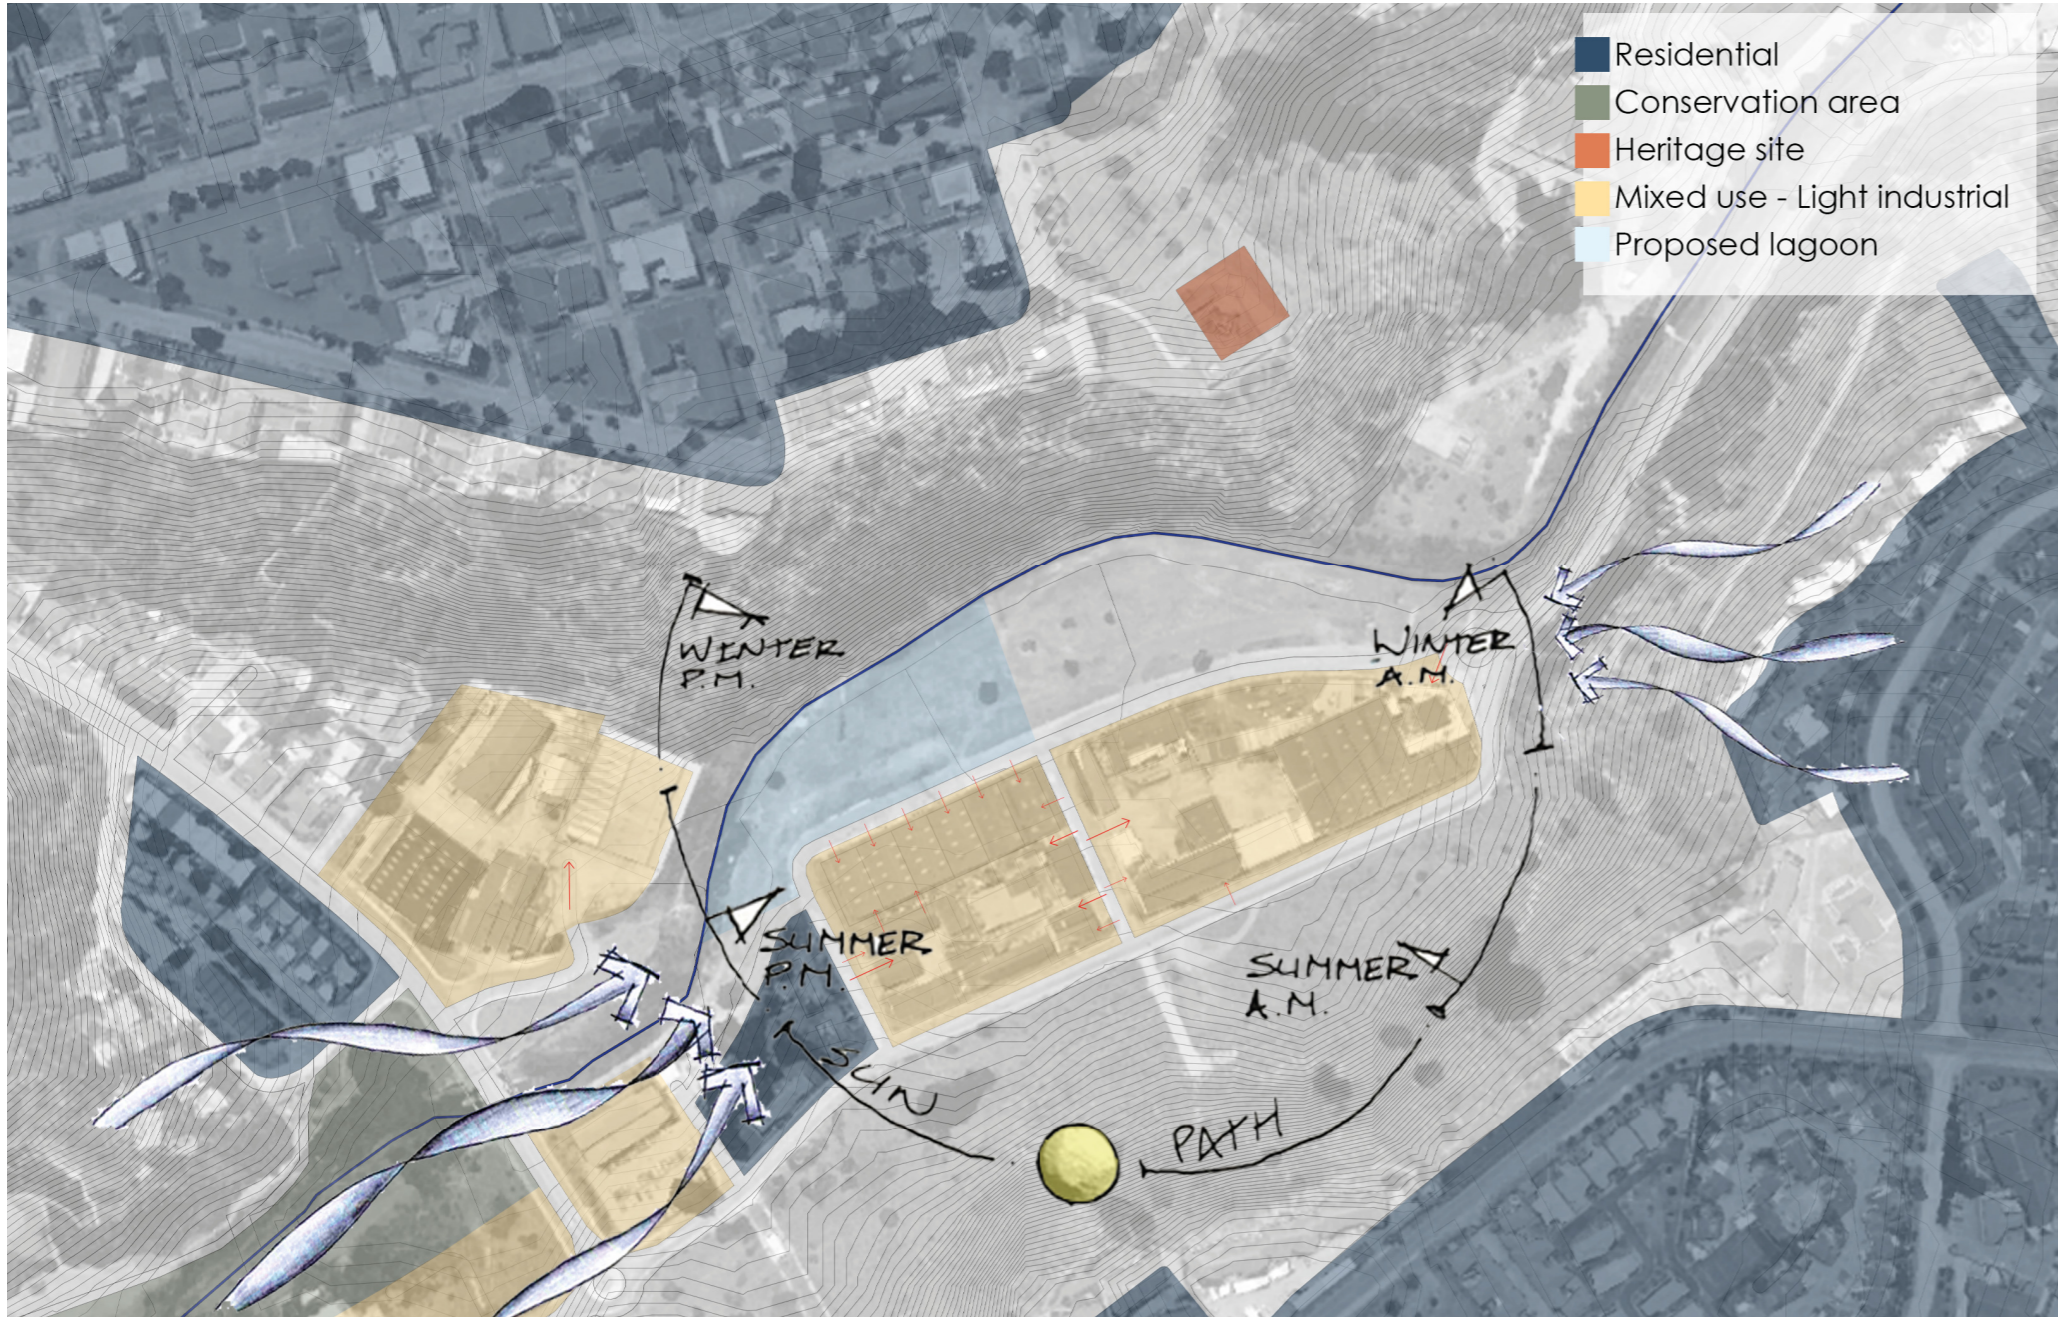 Residential
Conservation area
Heritage site
Mixed use - Light industrial
Proposed lagoon
WINTER
P.M.
WINTER
A.M.
SUMMER
P.M.
SUMMER
A.M.
SUN
PATH